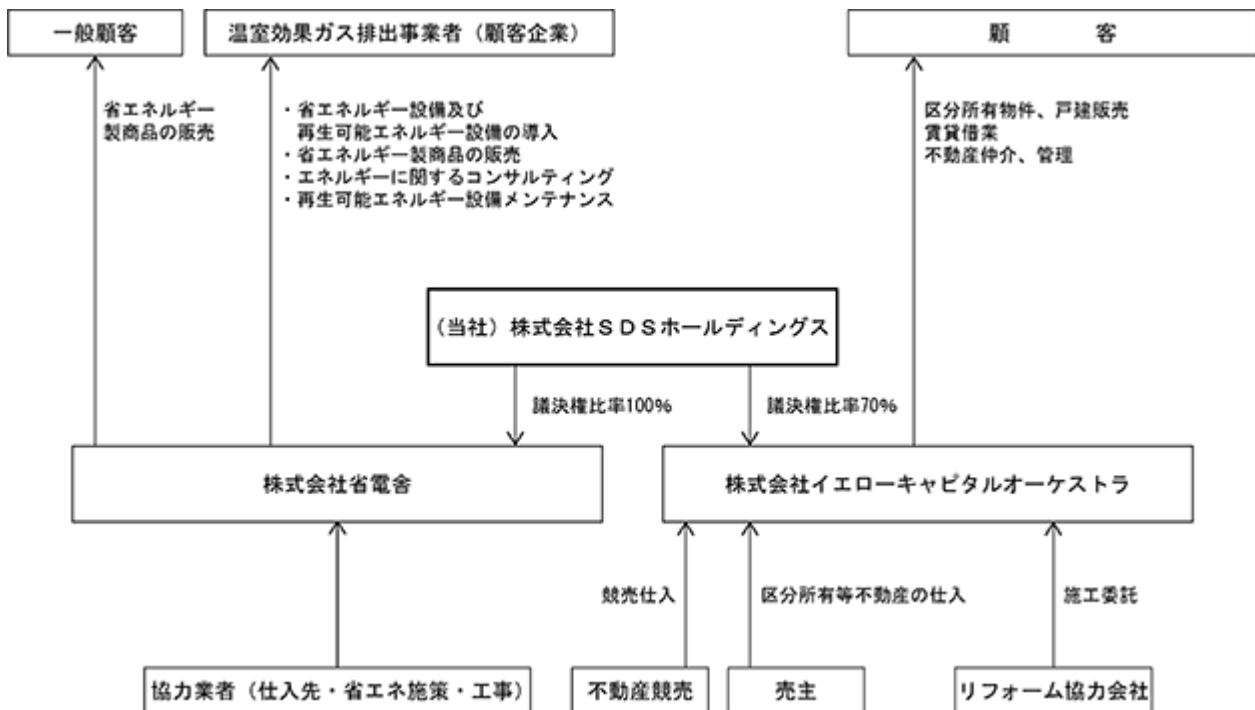 一般顧客
温室効果ガス排出事業者（顧客企業）
顧　　客
省エネルギー
製商品の販売
・省エネルギー設備及び
再生可能エネルギー設備の導入
・省エネルギー製商品の販売
・エネルギーに関するコンサルティング
・再生可能エネルギー設備メンテナンス
区分所有物件、戸建販売
賃貸借業
不動産仲介、管理
（当社）株式会社ＳＤＳホールディングス
議決権比率100%
議決権比率70%
株式会社省電舎
株式会社イエローキャピタルオーケストラ
競売仕入
区分所有等不動産の仕入
施工委託
協力業者（仕入先・省エネ施策・工事）
不動産競売
売主
リフォーム協力会社